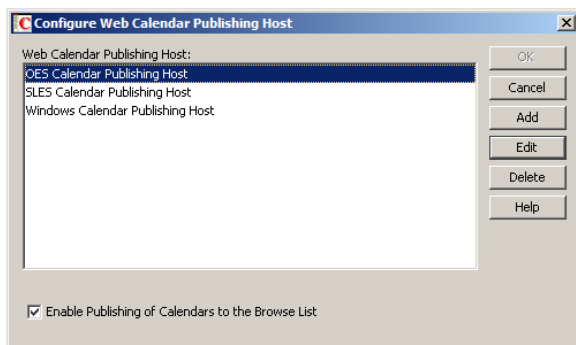 Configure Web Calendar Publishing Host
Web Calendar Publishing Host:
OES Calendar Publishing Host
SLES Calendar Publishing Host
Windows Calendar Publishing Host
OK
Cancel
Add
Edit
Delete
Help
Enable Publishing of Calendars to the Browse List